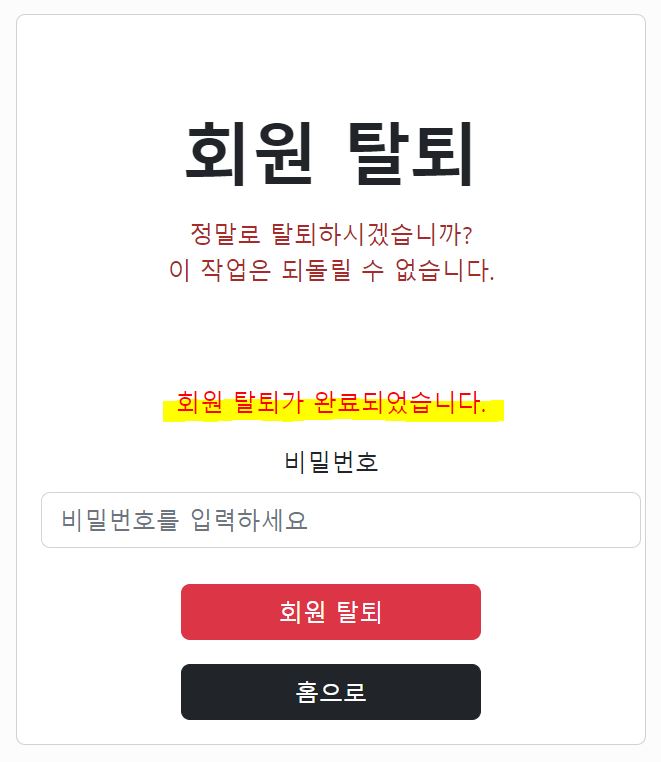 회원 탈퇴
정말로 탈퇴하시겠습니까?
이 작업은 되돌릴 수 없습니다.
회원 탈퇴가 완료되었습니다.
비밀번호
비밀번호를 입력하세요
회원 탈퇴
홈으로